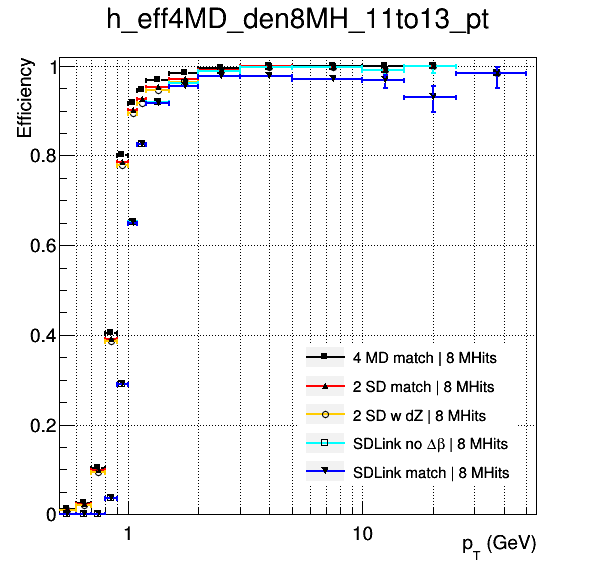 h_eff4MD_den8MH_11to13_pt
Efficiency
1
0.8
0.6
0.4
0.2
0
4 MD match | 8 MHits
2 SD match | 8 MHits
2 SD w dZ | 8 MHits
SDLink no Δβ | 8 MHits
SDLink match | 8 MHits
1
10
p_T (GeV)